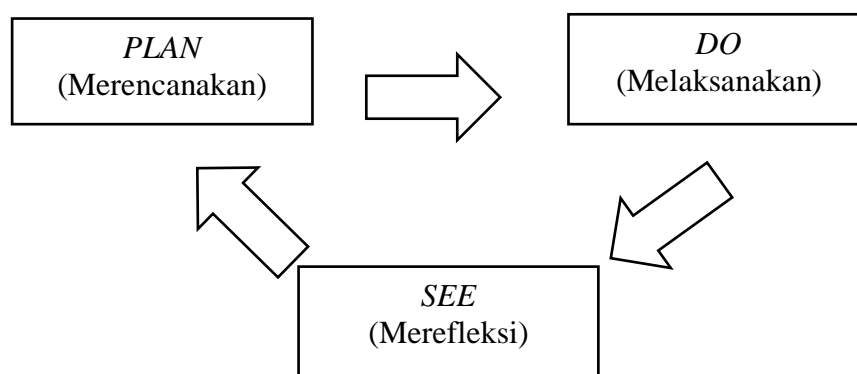 PLAN
(Merencanakan)
DO
(Melaksanakan)
SEE
(Merefleksi)